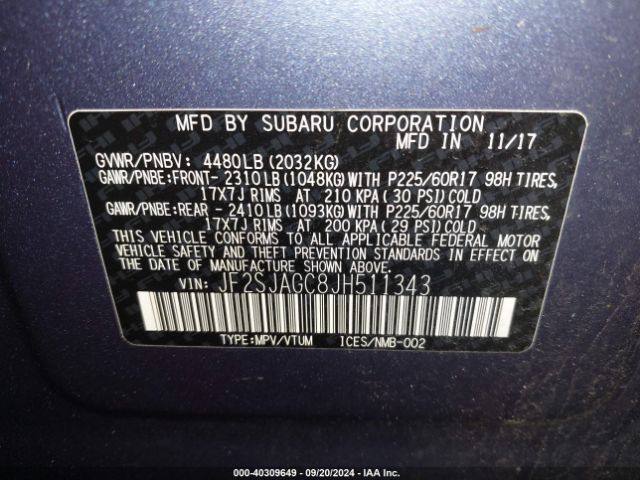 MFD BY SUBARU CORPORATION
MFD IN 11/17
GVWR/PNBV: 4480LB(2032KG)
GAWR/PNBE:FRONT- 2310LB(1048KG)WITH P225/60R17 98H TIRES,
17X7J RIMS AT 210 KPA(30 PSI)COLD
GAWR/PNBE:REAR - 2410LB(1093KG)WITH P225/60R17 98H TIRES,
17X7J RIMS AT 200 KPA(29 PSI)COLD
THIS VEHICLE CONFORMS TO ALL APPLICABLE FEDERAL MOTOR
VEHICLE SAFETY AND THEFT PREVENTION STANDARDS IN EFFECT ON
THE DATE OF MANUFACTURE SHOWN ABOVE.
VIN: JF2SJAGC8JH511343
TYPE:MPV/VTUM ICES/NMB-002
000-40309649 - 09/20/2024 - IAA Inc.